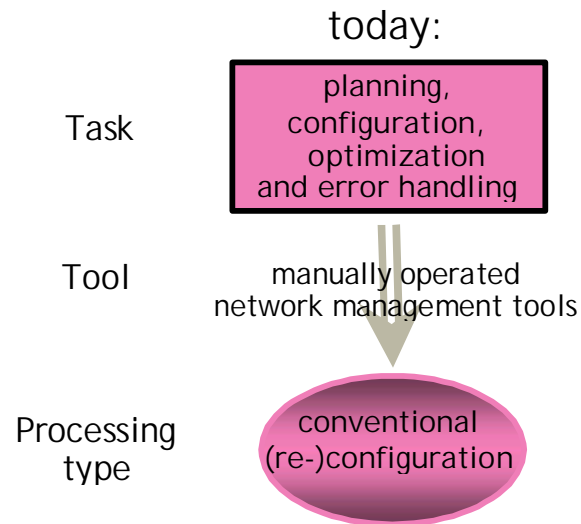 today:
Task
planning,
configuration,
optimization
and error handling
Tool
manually operated
network management tools
Processing
type
conventional
(re-)configuration